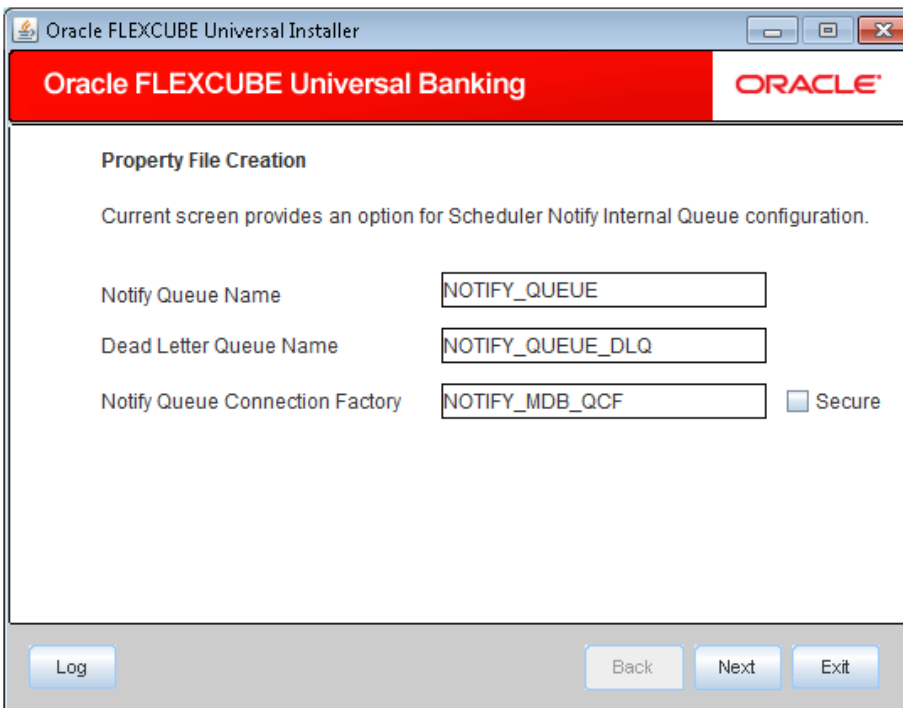 Oracle FLEXCUBE Universal Installer
Oracle FLEXCUBE Universal Banking
ORACLE
Property File Creation
Current screen provides an option for Scheduler Notify Internal Queue configuration.
Notify Queue Name NOTIFY_QUEUE
Dead Letter Queue Name NOTIFY_QUEUE_DLQ
Notify Queue Connection Factory NOTIFY_MDB_QCF Secure
Log Back Next Exit